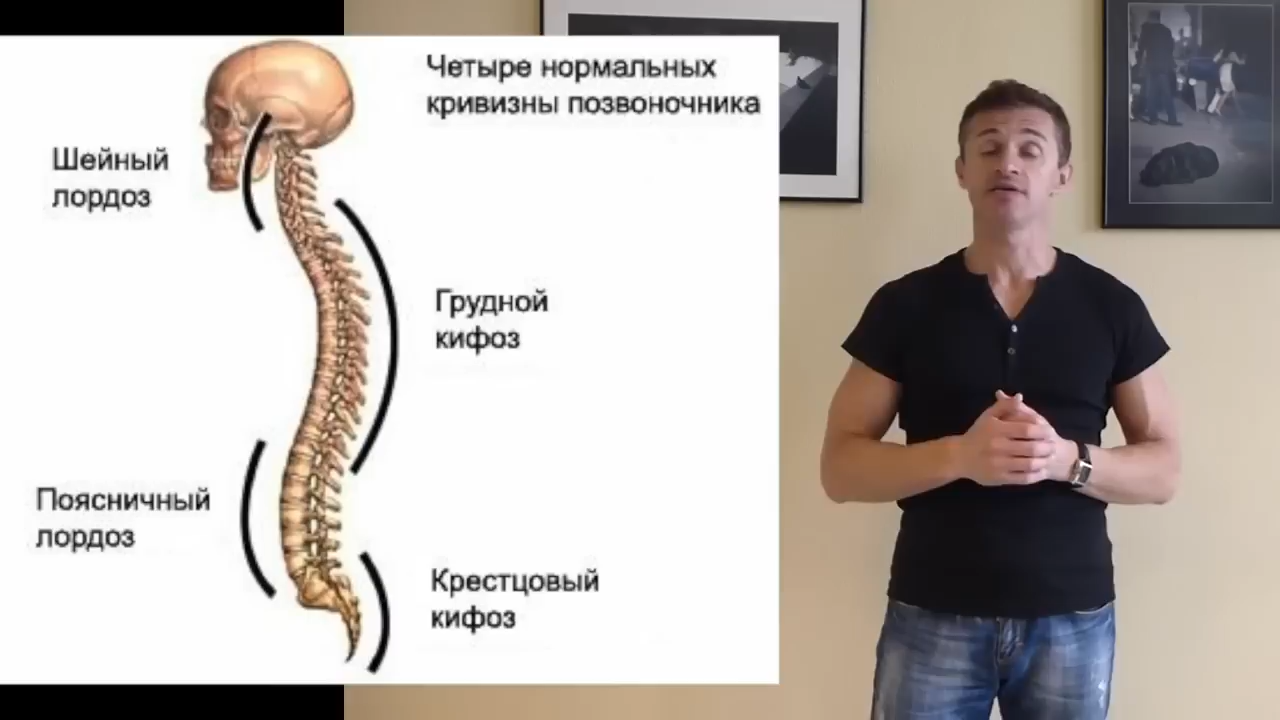 Четыре нормальных
кривизны позвоночника
Шейный
лордоз
Грудной
кифоз
Поясничный
лордоз
Крестцовый
кифоз